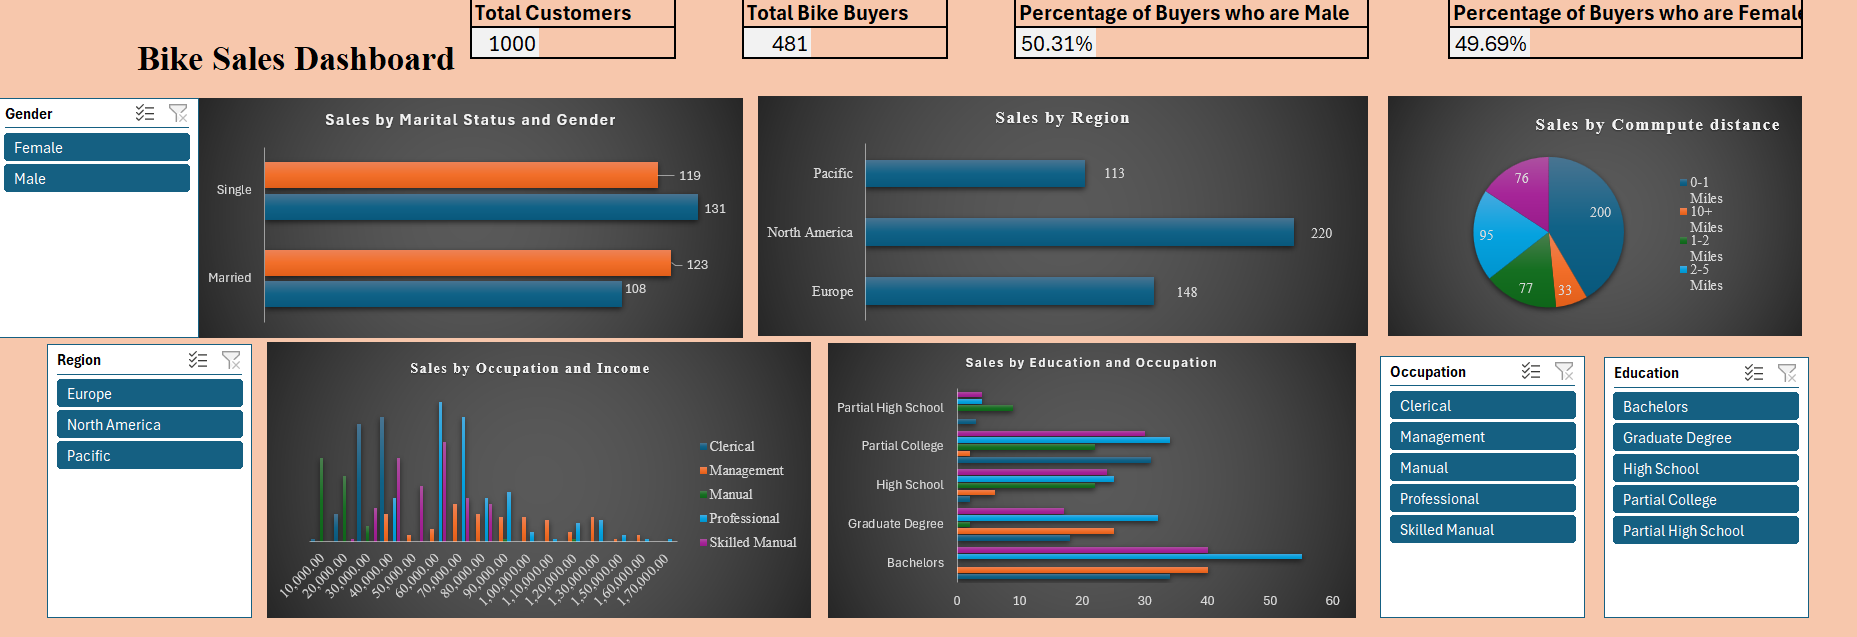 Total Customers
1000
Total Bike Buyers
481
Percentage of Buyers who are Male
50.31%
Percentage of Buyers who are Female
49.69%
Bike Sales Dashboard
Gender
Female
Male
Sales by Marital Status and Gender
Single
119
131
Married
123
108
Sales by Region
Pacific
113
North America
220
Europe
148
Sales by Commpute distance
76
200
95
77
33
0-1
Miles
10+
Miles
1-2
Miles
2-5
Miles
Region
Europe
North America
Pacific
Sales by Occupation and Income
Clerical
Management
Manual
Professional
Skilled Manual
10,000.00
20,000.00
30,000.00
40,000.00
50,000.00
60,000.00
70,000.00
80,000.00
90,000.00
1,00,000.00
1,10,000.00
1,20,000.00
1,30,000.00
1,50,000.00
1,60,000.00
1,70,000.00
Sales by Education and Occupation
Partial High School
Partial College
High School
Graduate Degree
Bachelors
0 10 20 30 40 50 60
Occupation
Clerical
Management
Manual
Professional
Skilled Manual
Education
Bachelors
Graduate Degree
High School
Partial College
Partial High School